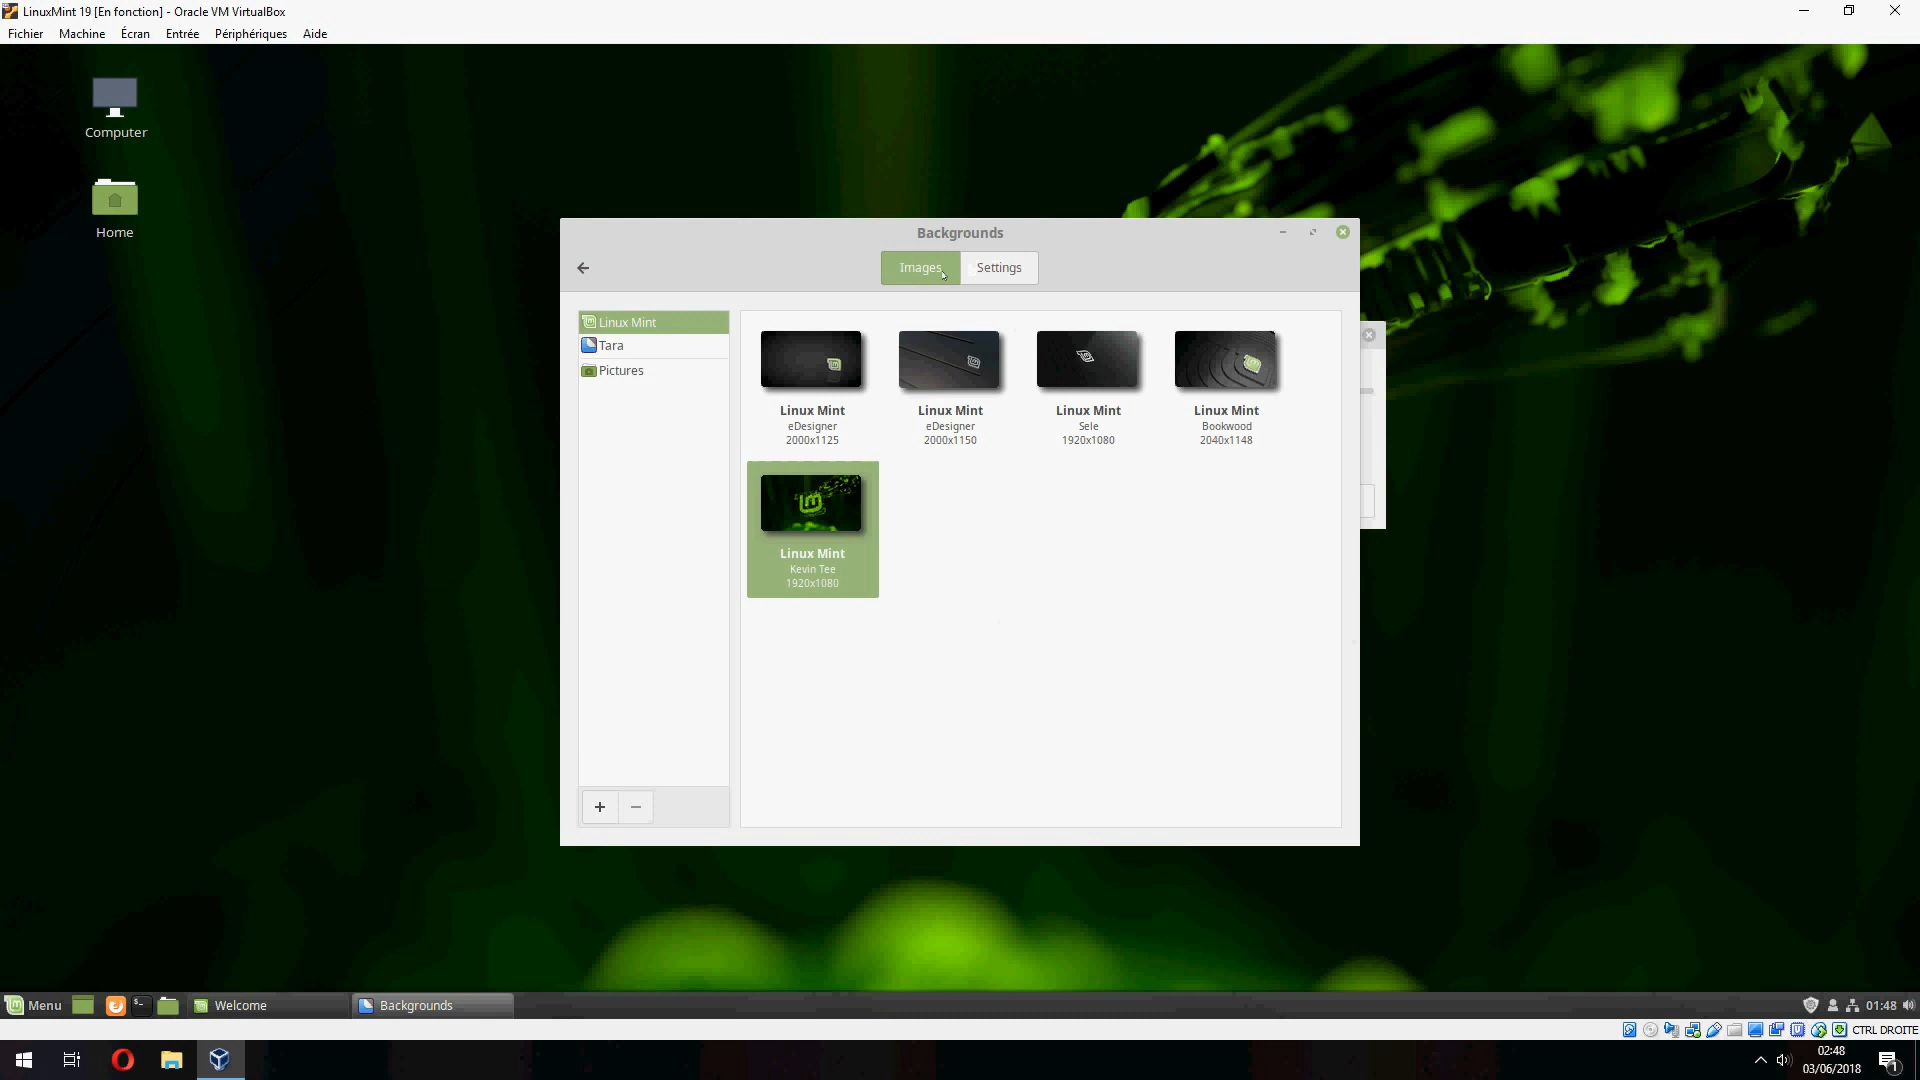 LinuxMint 19 [En fonction] - Oracle VM VirtualBox
Fichier Machine Écran Entrée Périphériques Aide
Computer
Home
Backgrounds
Images Settings
Linux Mint
Tara
Pictures
Linux Mint
eDesigner
2000x1125
Linux Mint
eDesigner
2000x1150
Linux Mint
Sele
1920x1080
Linux Mint
Bookwood
2040x1148
Linux Mint
Kevin Tee
1920x1080
+ −
Menu Welcome Backgrounds 01:48
CTRL DROITE
02:48
03/06/2018
1